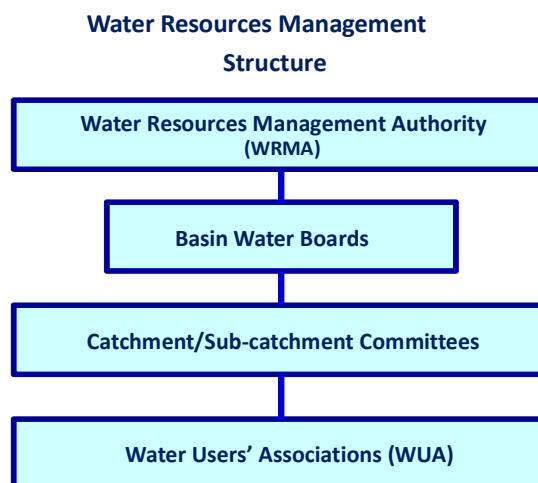 Water Resources Management
Structure
Water Resources Management Authority
(WRMA)
Basin Water Boards
Catchment/Sub-catchment Committees
Water Users’ Associations (WUA)